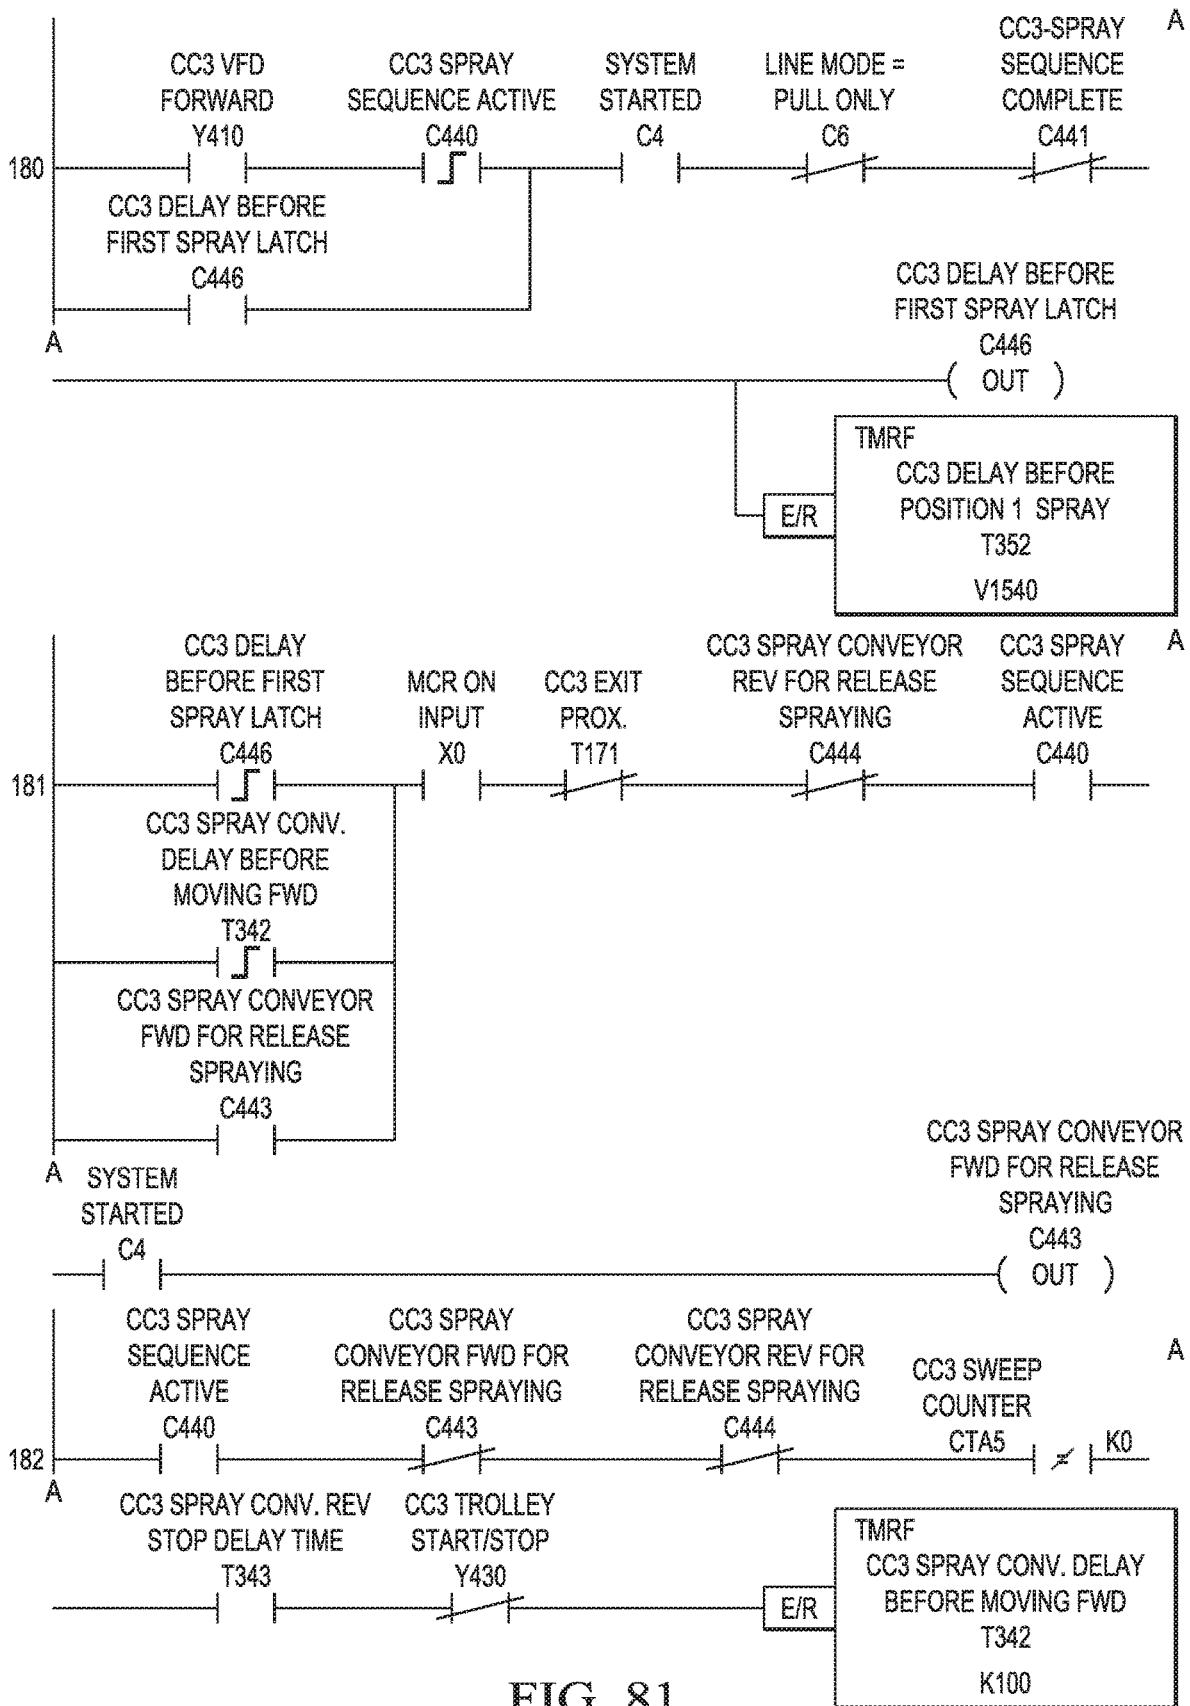 A
CC3 VFD
FORWARD
Y410
CC3 SPRAY
SEQUENCE ACTIVE
C440
SYSTEM
STARTED
C4
LINE MODE =
PULL ONLY
C6
CC3-SPRAY
SEQUENCE
COMPLETE
C441
180
CC3 DELAY BEFORE
FIRST SPRAY LATCH
C446
A
CC3 DELAY BEFORE
FIRST SPRAY LATCH
C446
( OUT )
E/R
TMRF
CC3 DELAY BEFORE
POSITION 1 SPRAY
T352
V1540
A
CC3 DELAY
BEFORE FIRST
SPRAY LATCH
C446
MCR ON
INPUT
X0
CC3 EXIT
PROX.
T171
CC3 SPRAY CONVEYOR
REV FOR RELEASE
SPRAYING
C444
CC3 SPRAY
SEQUENCE
ACTIVE
C440
181
CC3 SPRAY CONV.
DELAY BEFORE
MOVING FWD
T342
CC3 SPRAY CONVEYOR
FWD FOR RELEASE
SPRAYING
C443
A
SYSTEM
STARTED
C4
CC3 SPRAY CONVEYOR
FWD FOR RELEASE
SPRAYING
C443
( OUT )
A
CC3 SPRAY
SEQUENCE
ACTIVE
C440
CC3 SPRAY
CONVEYOR FWD FOR
RELEASE SPRAYING
C443
CC3 SPRAY
CONVEYOR REV FOR
RELEASE SPRAYING
C444
CC3 SWEEP
COUNTER
CTA5 ≠ K0
182
A
CC3 SPRAY CONV. REV
STOP DELAY TIME
T343
CC3 TROLLEY
START/STOP
Y430
E/R
TMRF
CC3 SPRAY CONV. DELAY
BEFORE MOVING FWD
T342
K100
FIG. 81